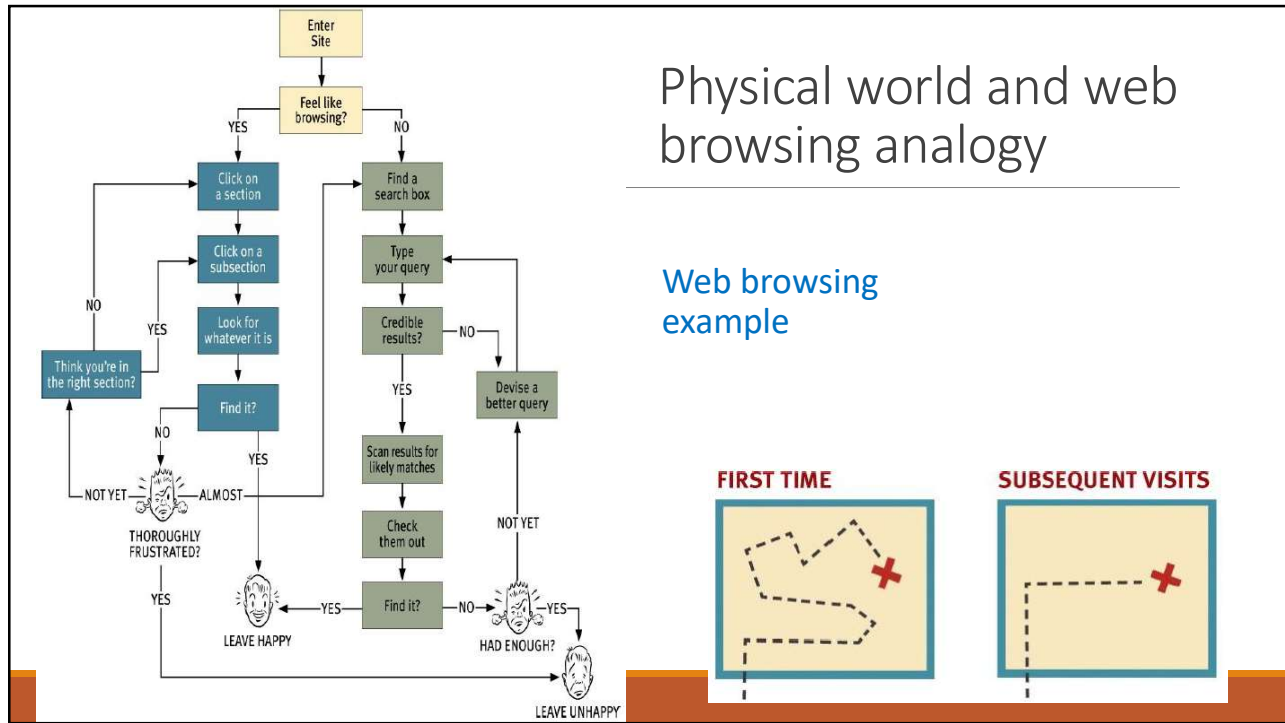 Enter
Site
Feel like
browsing?
YES
NO
Click on
a section
Find a
search box
Click on a
subsection
Type
your query
NO
YES
Look for
whatever it is
Credible
results?
NO
Think you're in
the right section?
Devise a
better query
YES
Find it?
NO
YES
Scan results for
likely matches
NOT YET
ALMOST
THOROUGHLY
FRUSTRATED?
Check
them out
NOT YET
YES
LEAVE HAPPY
YES
Find it?
NO
YES
HAD ENOUGH?
LEAVE UNHAPPY
Physical world and web
browsing analogy
Web browsing
example
FIRST TIME
SUBSEQUENT VISITS